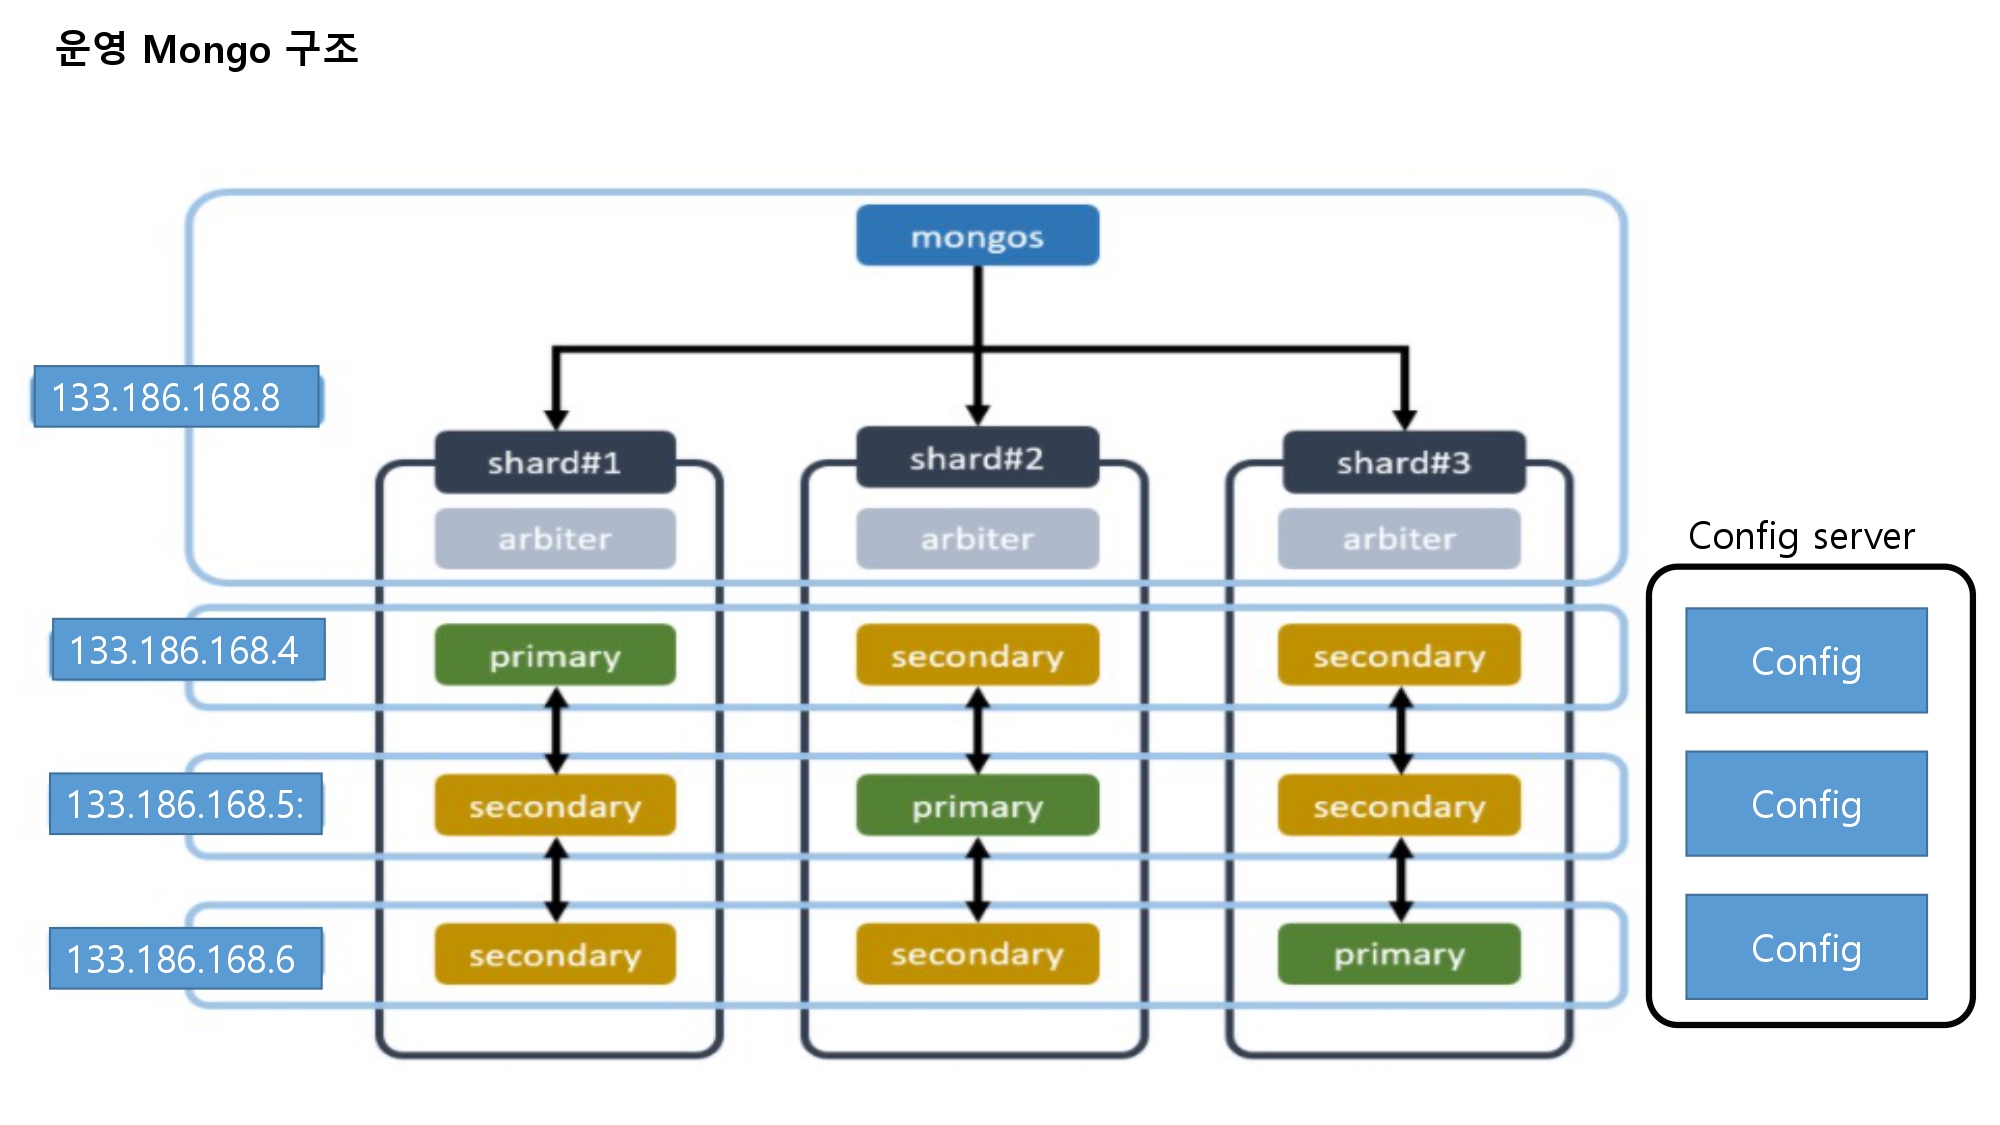 운영 Mongo 구조
mongos
133.186.168.8
shard#1
shard#2
shard#3
arbiter
arbiter
arbiter
Config server
133.186.168.4
primary
secondary
secondary
Config
133.186.168.5:
secondary
primary
secondary
Config
133.186.168.6
secondary
secondary
primary
Config